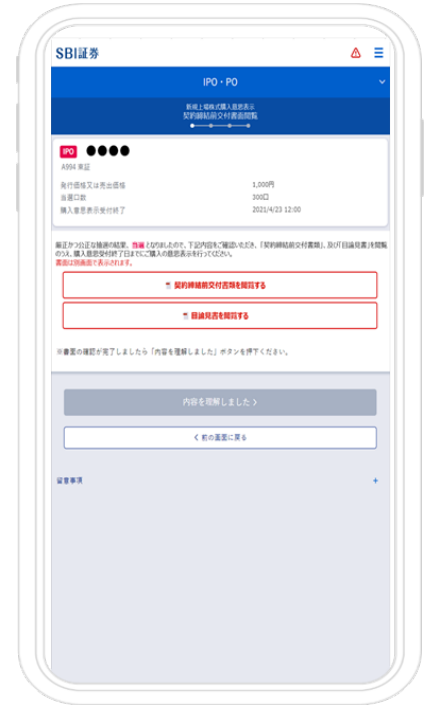 SBI証券
IPO・PO
新規上場株式購入意思表示
契約締結前交付書面閲覧
IPO ●●●●
A994 東証
発行価格又は売出価格 1,000円
当選口数 300口
購入意思表示受付終了 2021/4/23 12:00
厳正かつ公正な抽選の結果、当選 となりましたので、下記内容をご確認いただき、「契約締結前交付書類」、及び「目論見書」を閲覧
のうえ、購入意思受付終了日までにご購入の意思表示を行ってください。
書面は別画面で表示されます。
契約締結前交付書類を閲覧する
目論見書を閲覧する
※書面の確認が完了しましたら「内容を理解しました」ボタンを押下ください。
内容を理解しました >
< 前の画面に戻る
留意事項 +